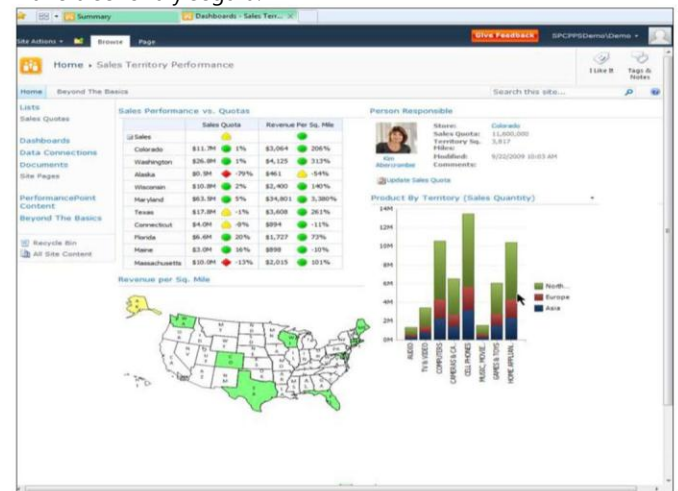 Summary
Dashboards - Sales Terr...
Site Actions
Browse
Page
Give Feedback
SPCPPSDemo\Demo
Home
Sales Territory Performance
I Like It
Tags & Notes
Home
Beyond The Basics
Search this site...
Lists
Sales Quotas
Dashboards
Data Connections
Documents
Site Pages
PerformancePoint Content
Beyond The Basics
Recycle Bin
All Site Content
Sales Performance vs. Quotas
Sales Quota
Revenue Per Sq. Mile
Sales
Colorado $11.7M 1% $3,064 206%
Washington $26.8M 1% $4,125 313%
Alaska $0.5M -79% $461 -54%
Wisconsin $10.8M 2% $2,400 140%
Maryland $63.5M 5% $34,801 3,380%
Texas $17.8M -1% $3,608 261%
Connecticut $4.0M -8% $894 -11%
Florida $6.6M 20% $1,727 73%
Maine $3.0M 16% $898 -10%
Massachusetts $10.0M -13% $2,015 101%
Revenue per Sq. Mile
Person Responsible
Kim Abercrombie
Store: Colorado
Sales Quota: 11,600,000
Territory Sq. Miles: 3,817
Modified: 9/22/2009 10:03 AM
Comments:
Update Sales Quota
Product By Territory (Sales Quantity)
14M
12M
10M
8M
6M
4M
2M
0M
AUDIO
TV & VIDEO
COMPUTERS
CAMERAS & CA...
CELL PHONES
MUSIC, MOVIE...
GAMES & TOYS
HOME APPLIAN...
North...
Europe
Asia